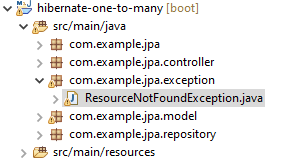 hibernate-one-to-many [boot]
src/main/java
com.example.jpa
com.example.jpa.controller
com.example.jpa.exception
ResourceNotFoundException.java
com.example.jpa.model
com.example.jpa.repository
src/main/resources